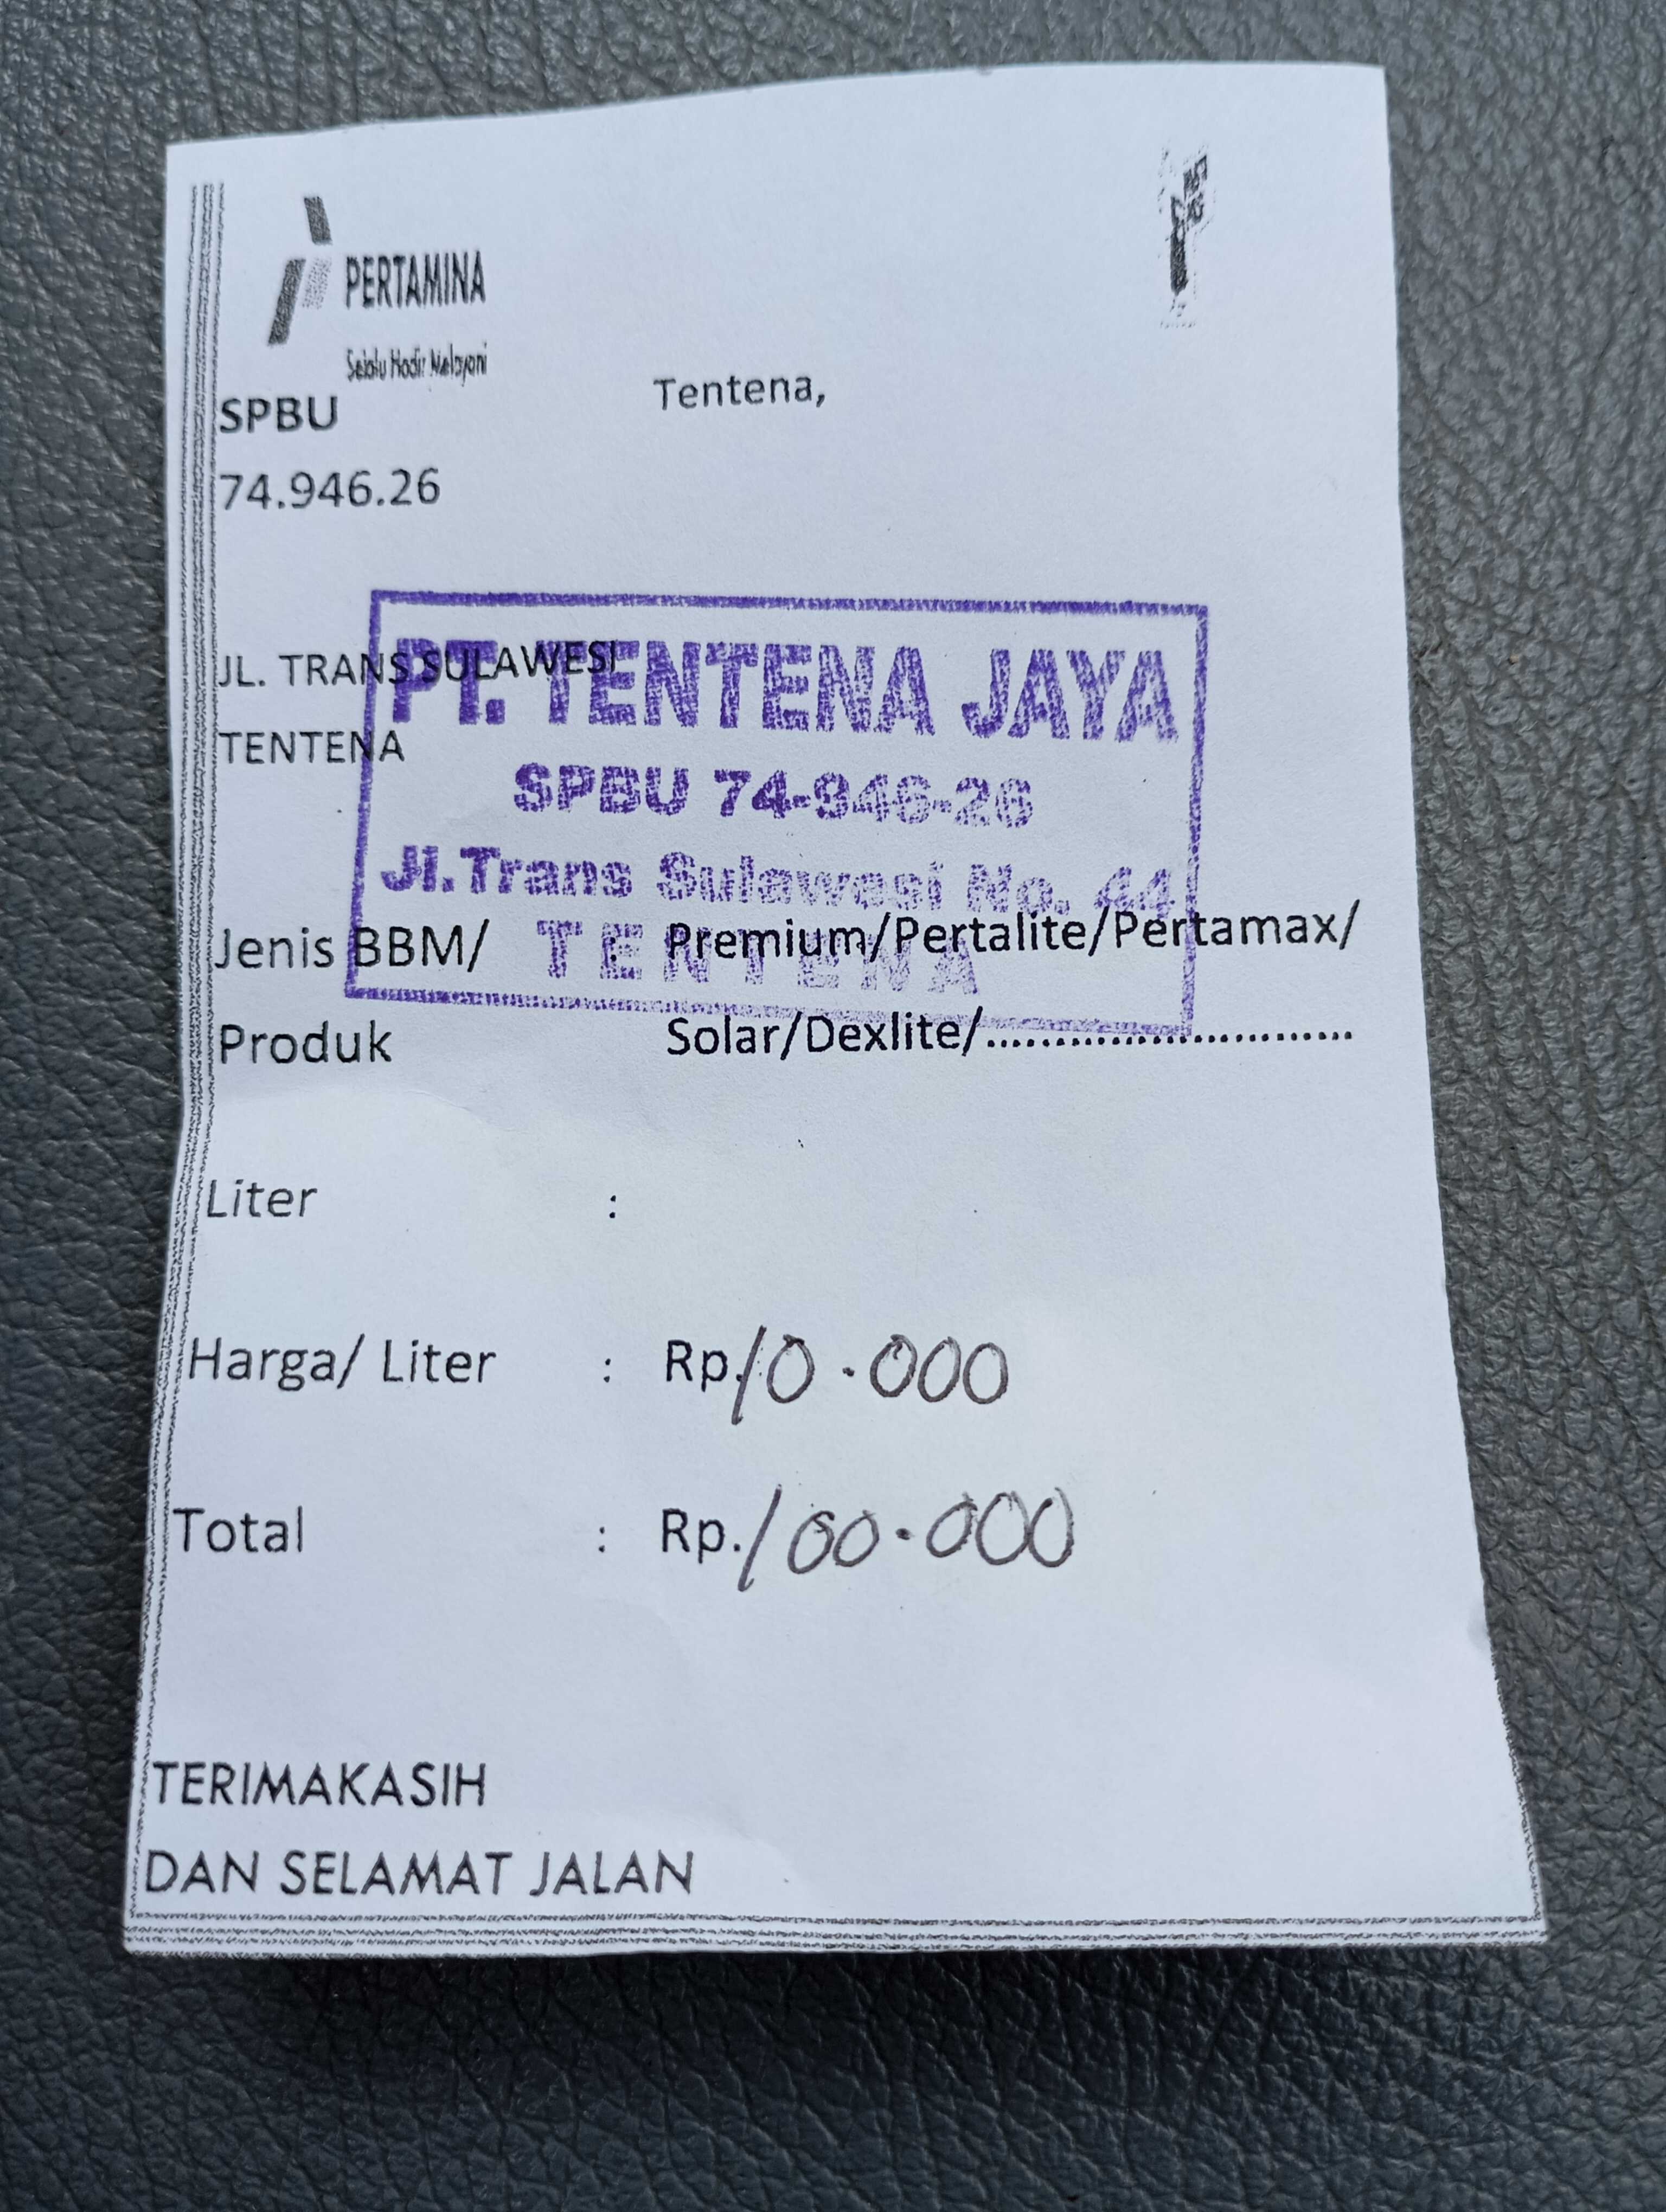 PERTAMINA
Selalu Hadir Melayani
Tentena,
SPBU
74.946.26
JL. TRANS SULAWESI
TENTENA
PT. TENTENA JAYA
SPBU 74-946-26
Jl.Trans Sulawesi No. 44
TENTENA
Jenis BBM/ : Premium/Pertalite/Pertamax/
Produk Solar/Dexlite/............................
Liter :
Harga/ Liter : Rp.10.000
Total : Rp.100.000
TERIMAKASIH
DAN SELAMAT JALAN